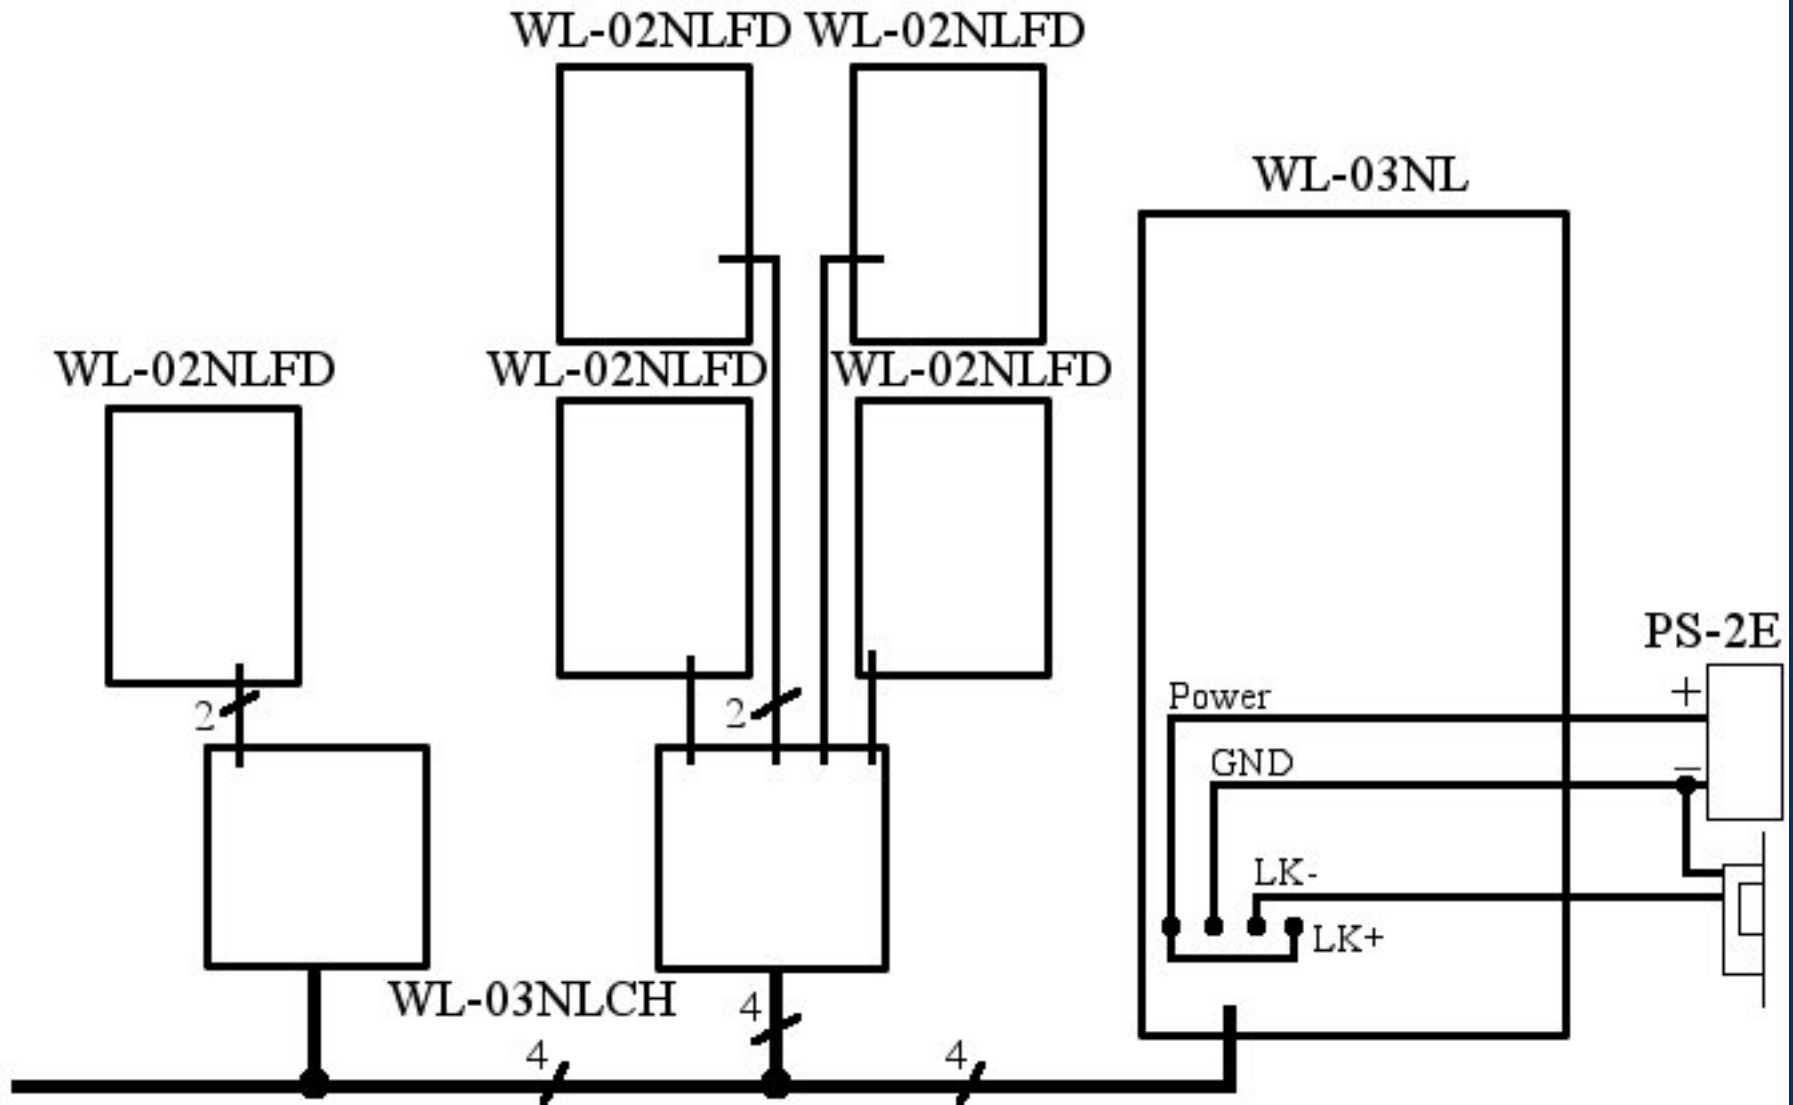 WL-02NLFD WL-02NLFD
WL-03NL
WL-02NLFD WL-02NLFD WL-02NLFD
PS-2E
2 2 Power +
GND −
LK-
LK+
WL-03NLCH 4
4 4